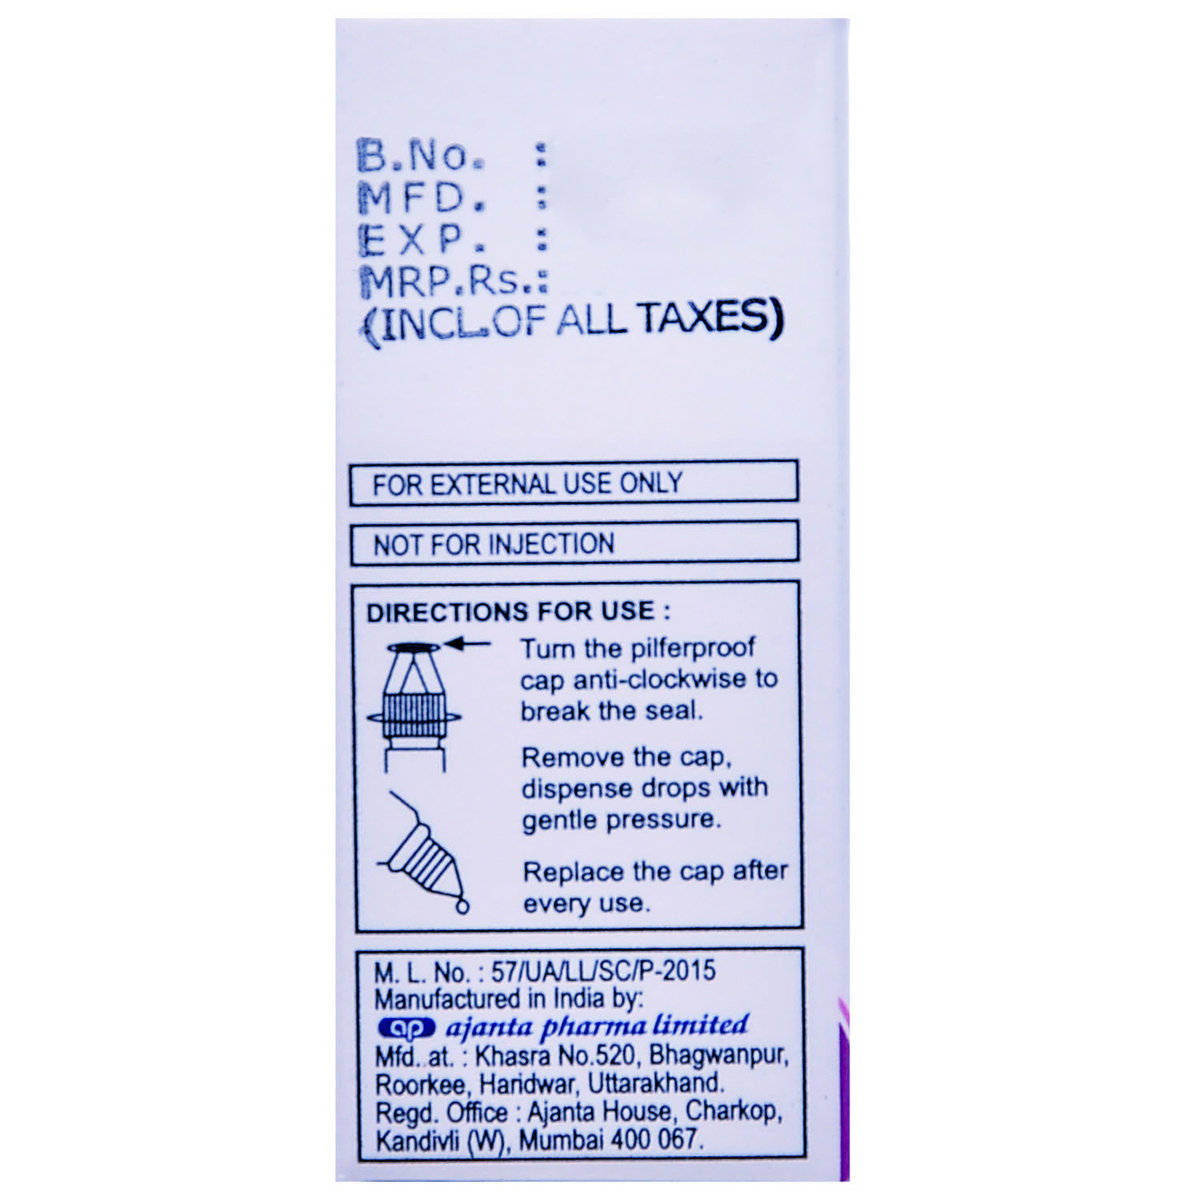 B.No. :
MFD. :
EXP. :
MRP.Rs.:
(INCL.OF ALL TAXES)
FOR EXTERNAL USE ONLY
NOT FOR INJECTION
DIRECTIONS FOR USE :
Turn the pilferproof
cap anti-clockwise to
break the seal.
Remove the cap,
dispense drops with
gentle pressure.
Replace the cap after
every use.
M. L. No. : 57/UA/LL/SC/P-2015
Manufactured in India by:
ap ajanta pharma limited
Mfd. at. : Khasra No.520, Bhagwanpur,
Roorkee, Haridwar, Uttarakhand.
Regd. Office : Ajanta House, Charkop,
Kandivli (W), Mumbai 400 067.